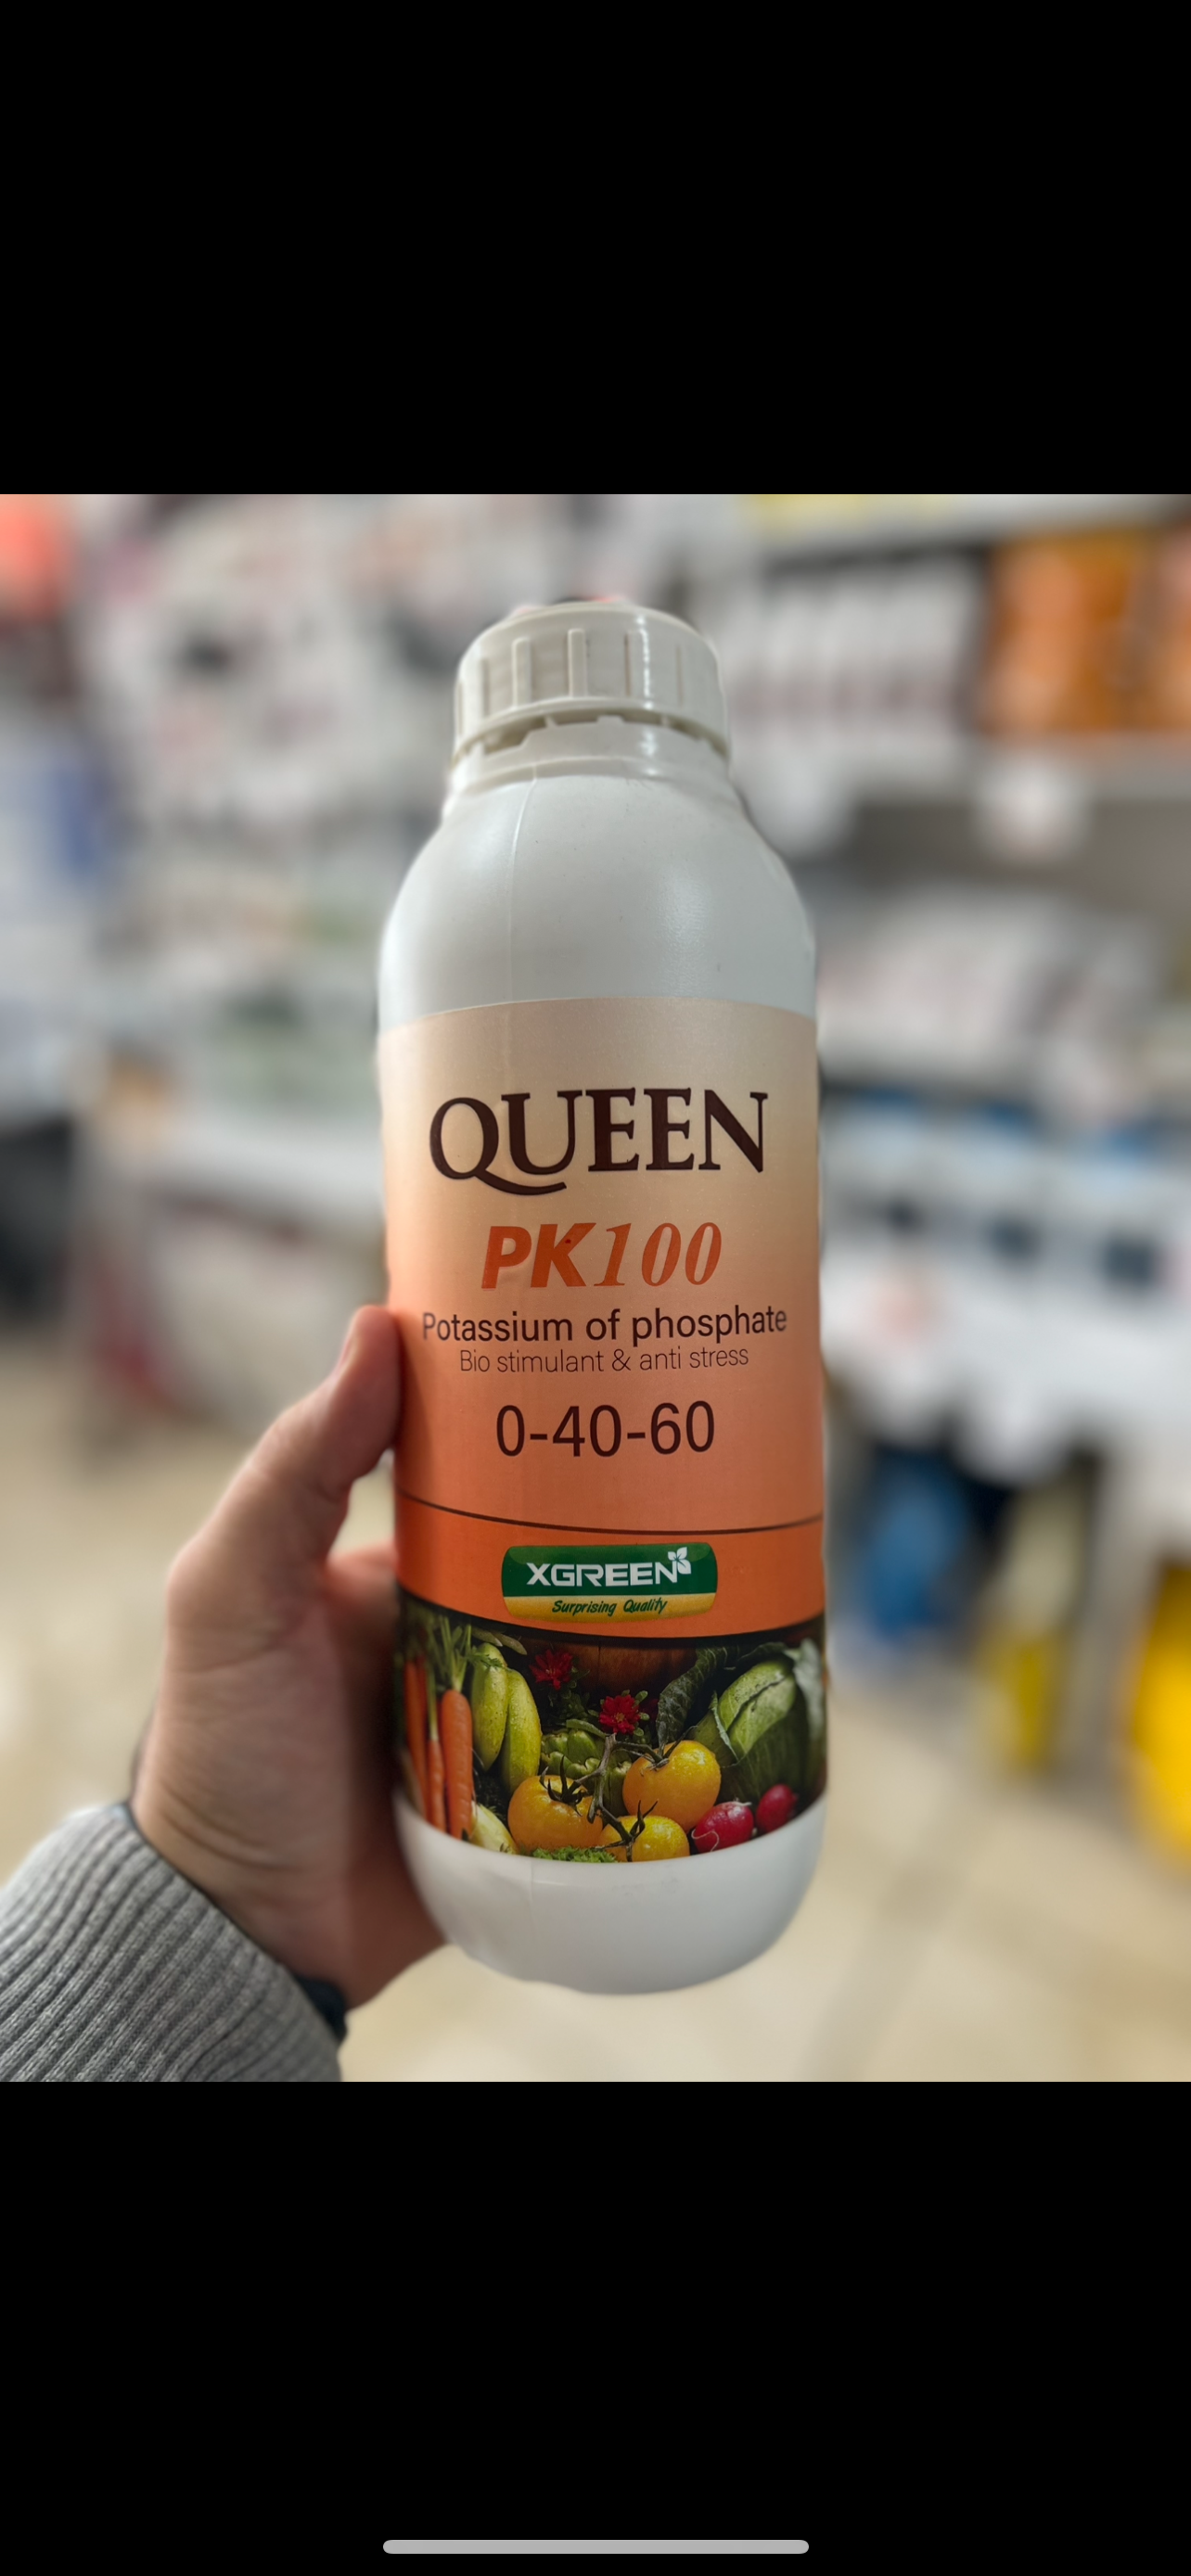 QUEEN
PK100
Potassium of phosphate
Bio stimulant & anti stress
0-40-60
XGREEN
Surprising Quality